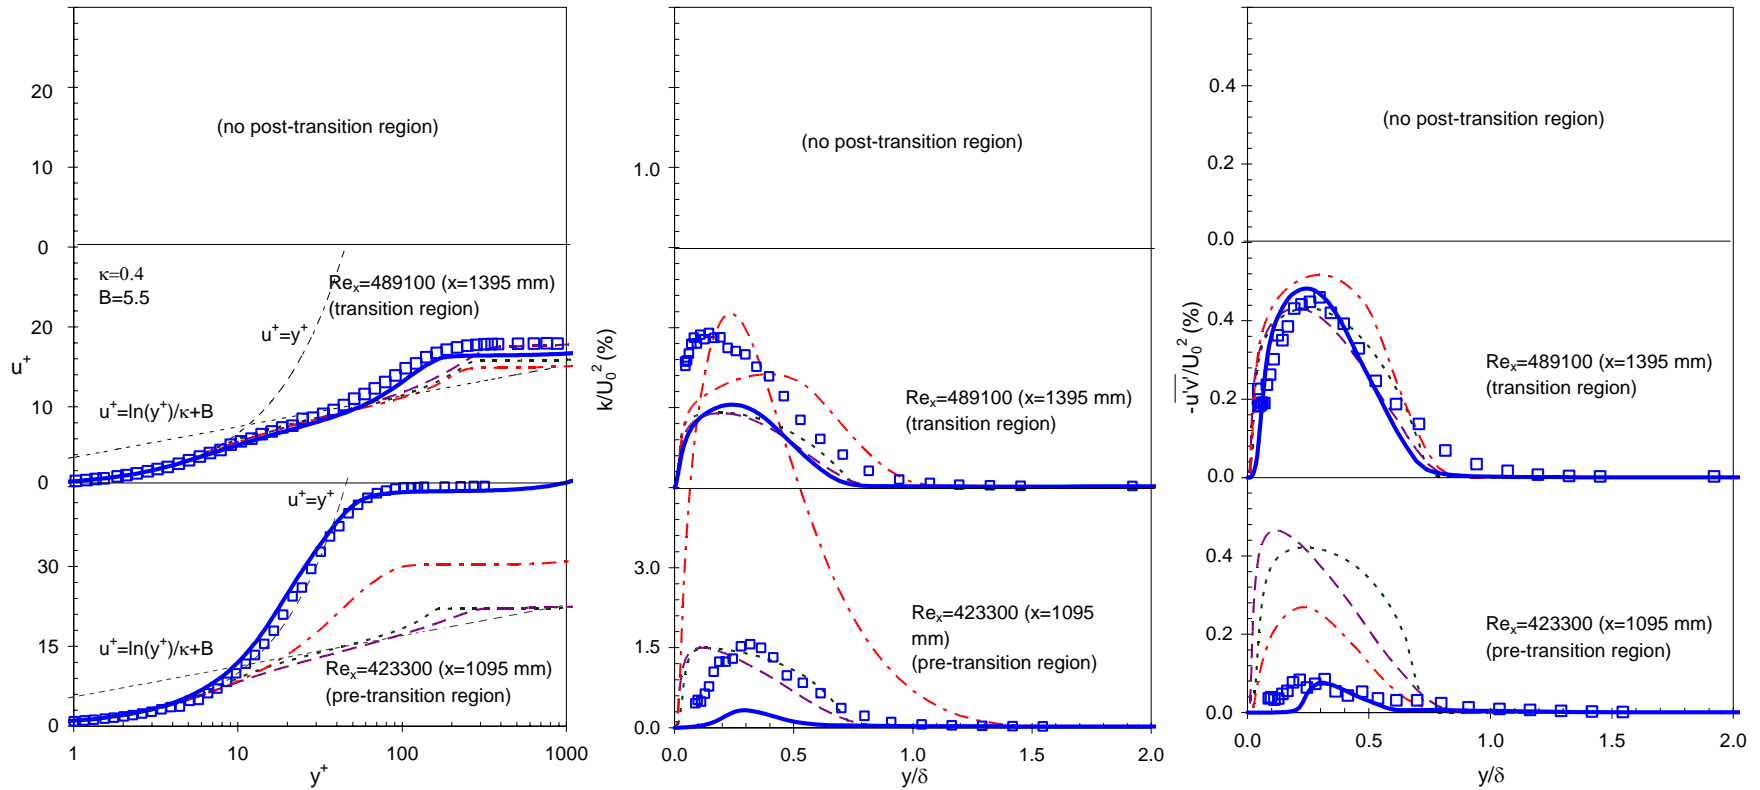 20
10
0
(no post-transition region)
κ=0.4
B=5.5
Reₓ=489100 (x=1395 mm)
(transition region)
u⁺=y⁺
20
u⁺
10
u⁺=ln(y⁺)/κ+B
0
u⁺=y⁺
30
15
u⁺=ln(y⁺)/κ+B
Reₓ=423300 (x=1095 mm)
(pre-transition region)
0
1
10
100
1000
y⁺
(no post-transition region)
1.0
k/U₀² (%)
Reₓ=489100 (x=1395 mm)
(transition region)
3.0
Reₓ=423300 (x=1095
mm)
(pre-transition region)
1.5
0.0
0.0
0.5
1.0
1.5
2.0
y/δ
0.4
(no post-transition region)
0.2
0.0
-u'v'/U₀² (%)
0.4
Reₓ=489100 (x=1395 mm)
(transition region)
0.2
0.0
0.4
Reₓ=423300 (x=1095 mm)
(pre-transition region)
0.2
0.0
0.0
0.5
1.0
1.5
2.0
y/δ